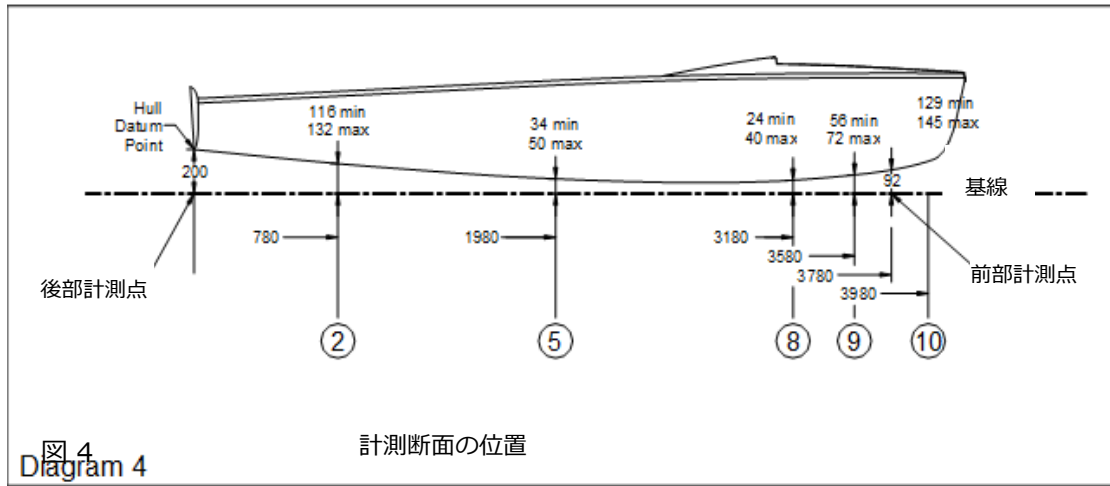 Hull
Datum
Point
200
116 min
132 max
34 min
50 max
24 min
40 max
56 min
72 max
129 min
145 max
92
基線
780
1980
3180
3580
3780
3980
後部計測点
前部計測点
2
5
8
9
10
図 4
計測断面の位置
Diagram 4